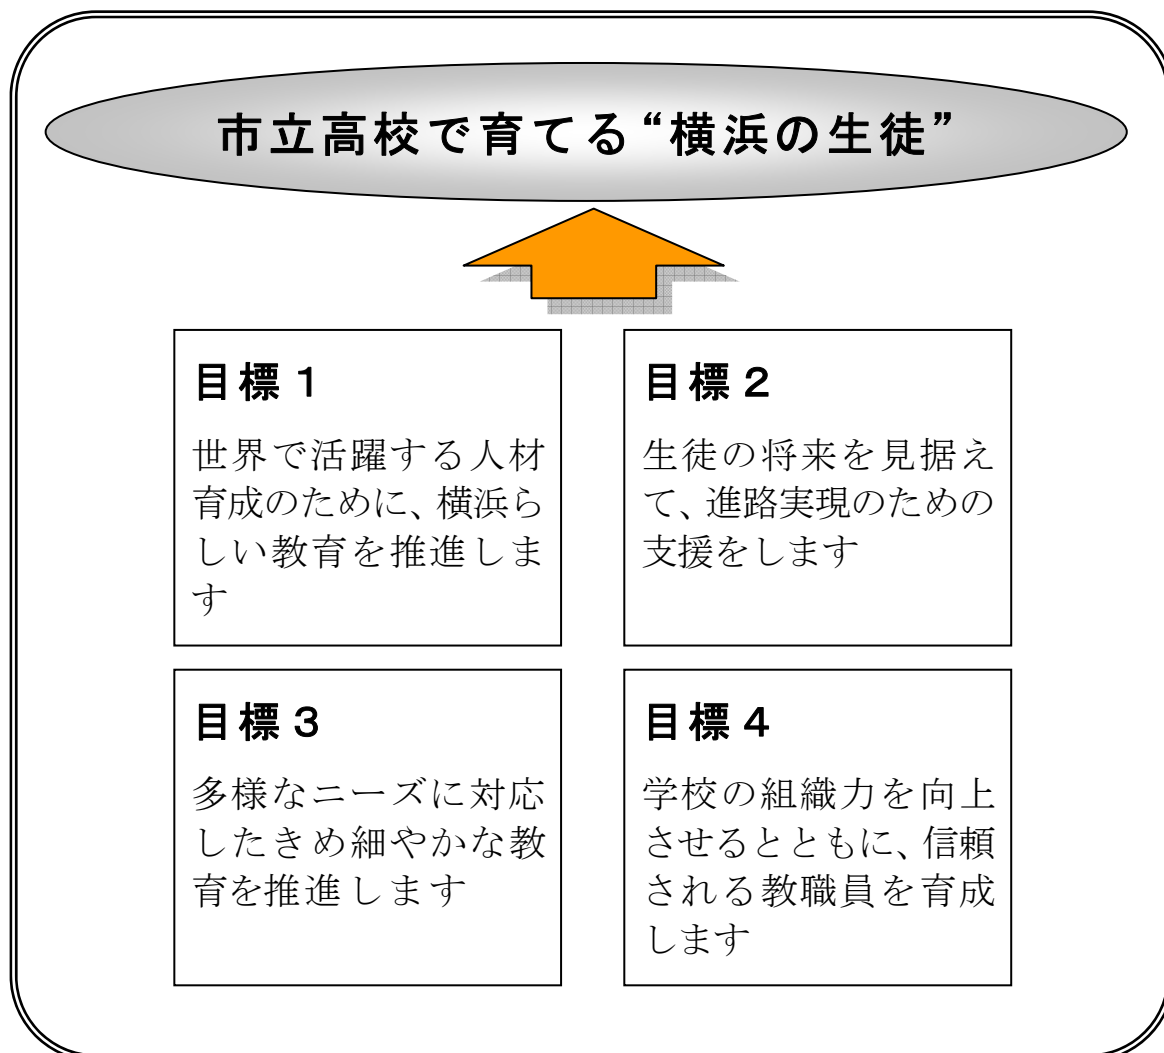 市立高校で育てる“横浜の生徒”
目標１
世界で活躍する人材
育成のために、横浜ら
しい教育を推進しま
す
目標２
生徒の将来を見据え
て、進路実現のための
支援をします
目標３
多様なニーズに対応
したきめ細やかな教
育を推進します
目標４
学校の組織力を向上
させるとともに、信頼
される教職員を育成
します